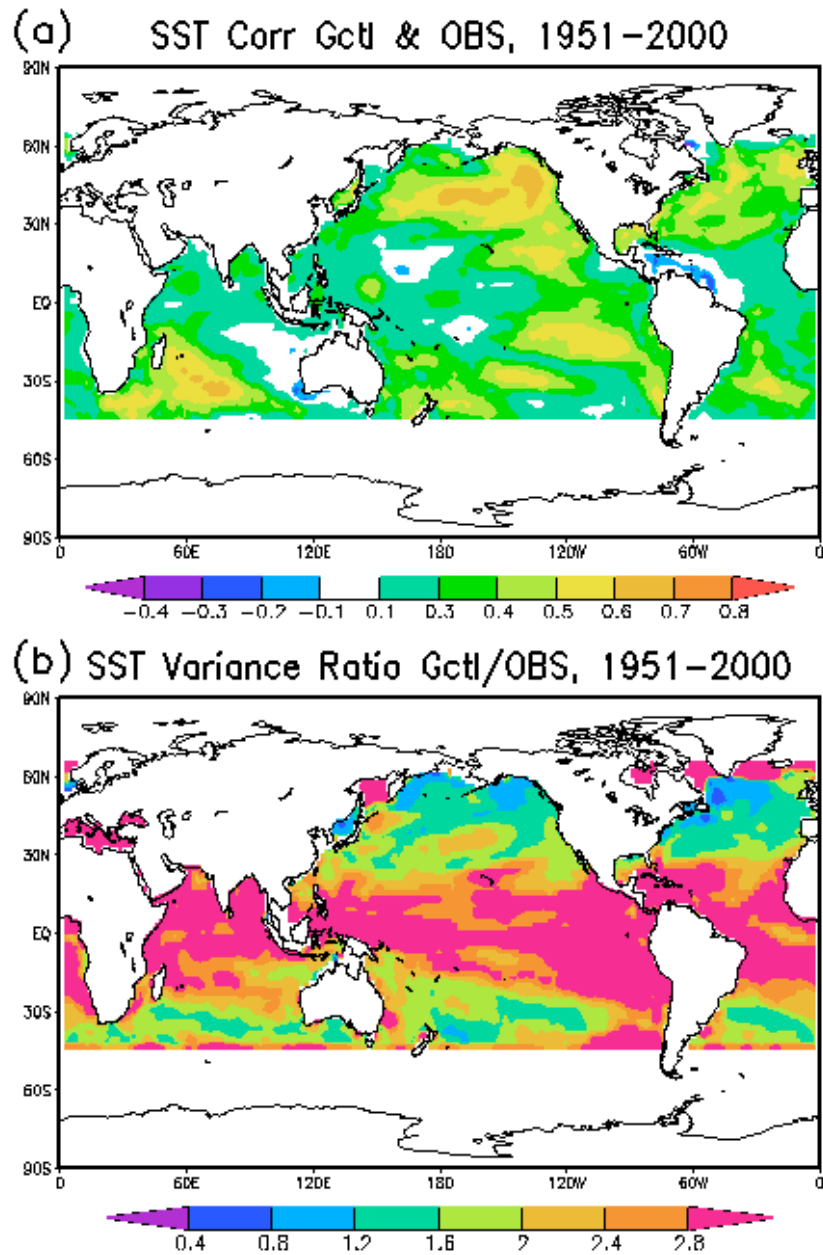 (a) SST Corr Gctl & OBS, 1951-2000
90N
60N
30N
EQ
30S
60S
90S
0 60E 120E 180 120W 60W 0
-0.4 -0.3 -0.2 -0.1 0.1 0.3 0.4 0.5 0.6 0.7 0.8
(b) SST Variance Ratio Gctl/OBS, 1951-2000
90N
60N
30N
EQ
30S
60S
90S
0 60E 120E 180 120W 60W 0
0.4 0.8 1.2 1.6 2 2.4 2.8